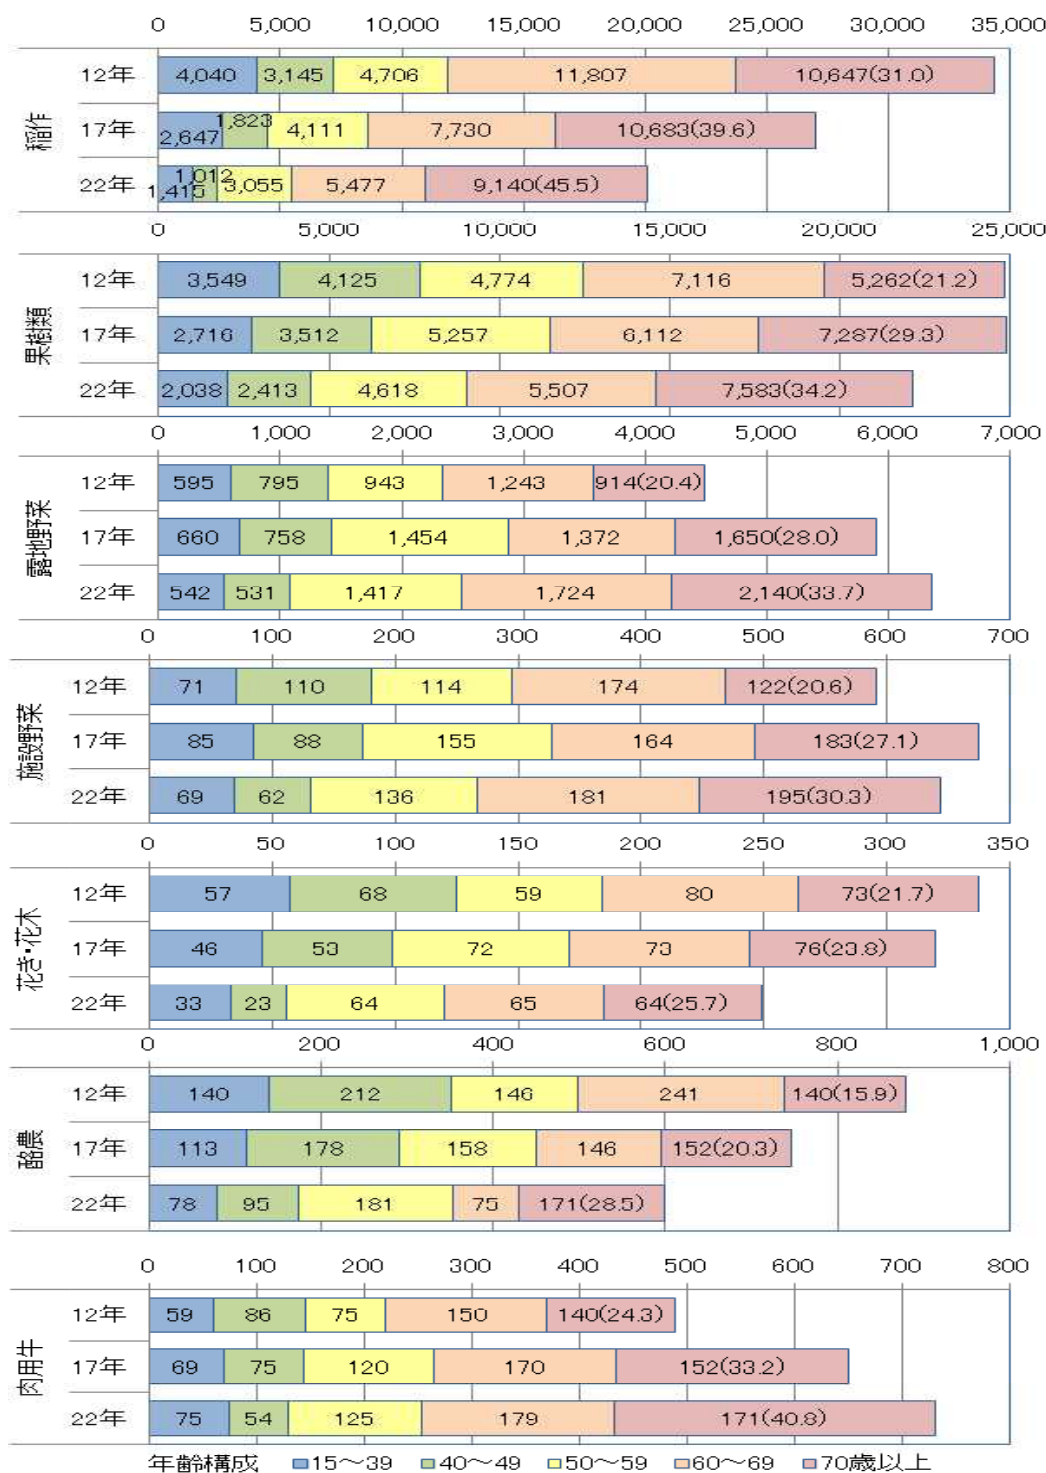 0 5,000 10,000 15,000 20,000 25,000 30,000 35,000
稲作
12年 4,040 3,145 4,706 11,807 10,647(31.0)
17年 2,647 1,823 4,111 7,730 10,683(39.6)
22年 1,415 1,012 3,055 5,477 9,140(45.5)
0 5,000 10,000 15,000 20,000 25,000
果樹類
12年 3,549 4,125 4,774 7,116 5,262(21.2)
17年 2,716 3,512 5,257 6,112 7,287(29.3)
22年 2,038 2,413 4,618 5,507 7,583(34.2)
0 1,000 2,000 3,000 4,000 5,000 6,000 7,000
露地野菜
12年 595 795 943 1,243 914(20.4)
17年 660 758 1,454 1,372 1,650(28.0)
22年 542 531 1,417 1,724 2,140(33.7)
0 100 200 300 400 500 600 700
施設野菜
12年 71 110 114 174 122(20.6)
17年 85 88 155 164 183(27.1)
22年 69 62 136 181 195(30.3)
0 50 100 150 200 250 300 350
花き・花木
12年 57 68 59 80 73(21.7)
17年 46 53 72 73 76(23.8)
22年 33 23 64 65 64(25.7)
0 200 400 600 800 1,000
酪農
12年 140 212 146 241 140(15.9)
17年 113 178 158 146 152(20.3)
22年 78 95 181 75 171(28.5)
0 100 200 300 400 500 600 700 800
肉用牛
12年 59 86 75 150 140(24.3)
17年 69 75 120 170 152(33.2)
22年 75 54 125 179 171(40.8)
年齢構成 15～39 40～49 50～59 60～69 70歳以上